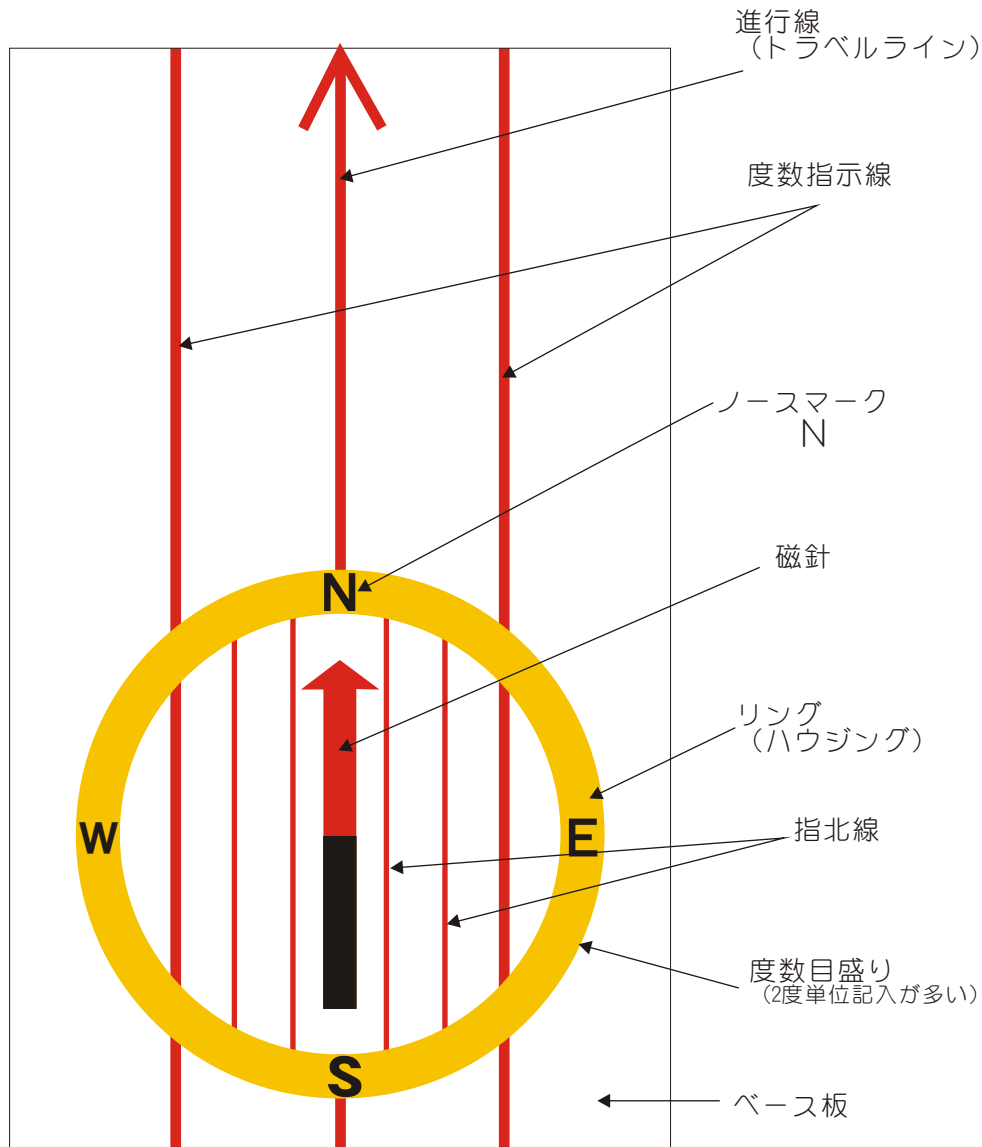 進行線
（トラベルライン）
度数指示線
ノースマーク
N
磁針
N
リング
（ハウジング）
W
E
指北線
度数目盛り
（2度単位記入が多い）
S
ベース板